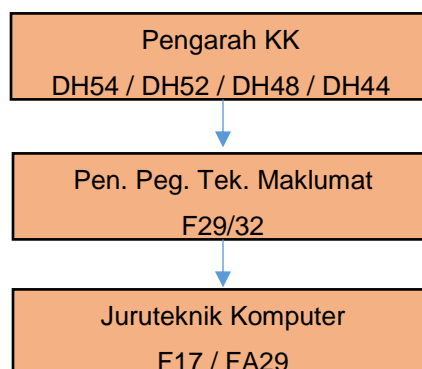 Pengarah KK
DH54 / DH52 / DH48 / DH44
Pen. Peg. Tek. Maklumat
F29/32
Juruteknik Komputer
F17 / FA29